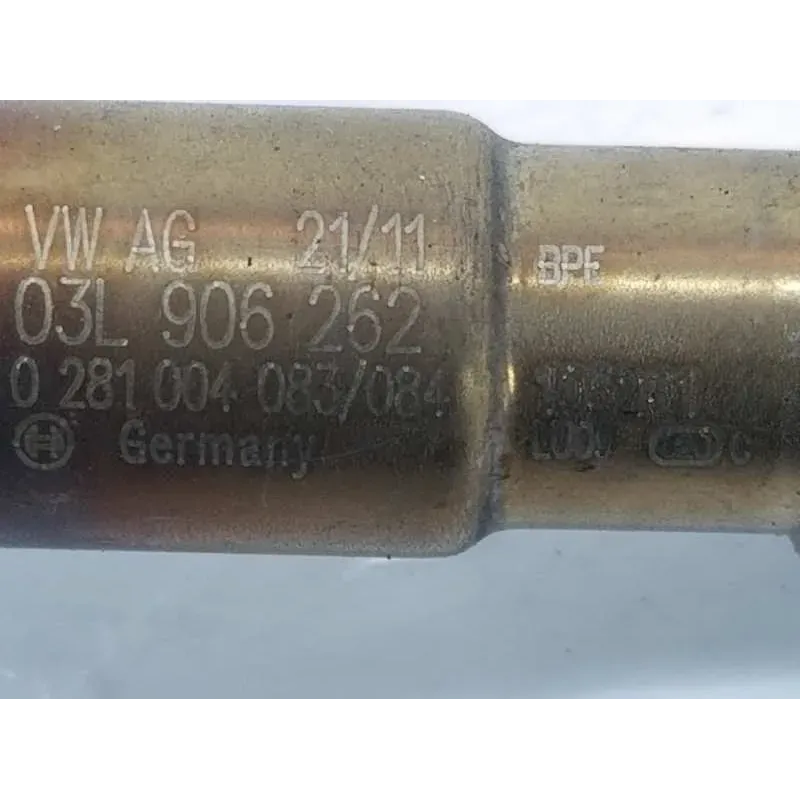 VW AG 21/11
03L 906 262
0 281 004 083/084
Germany
BPE